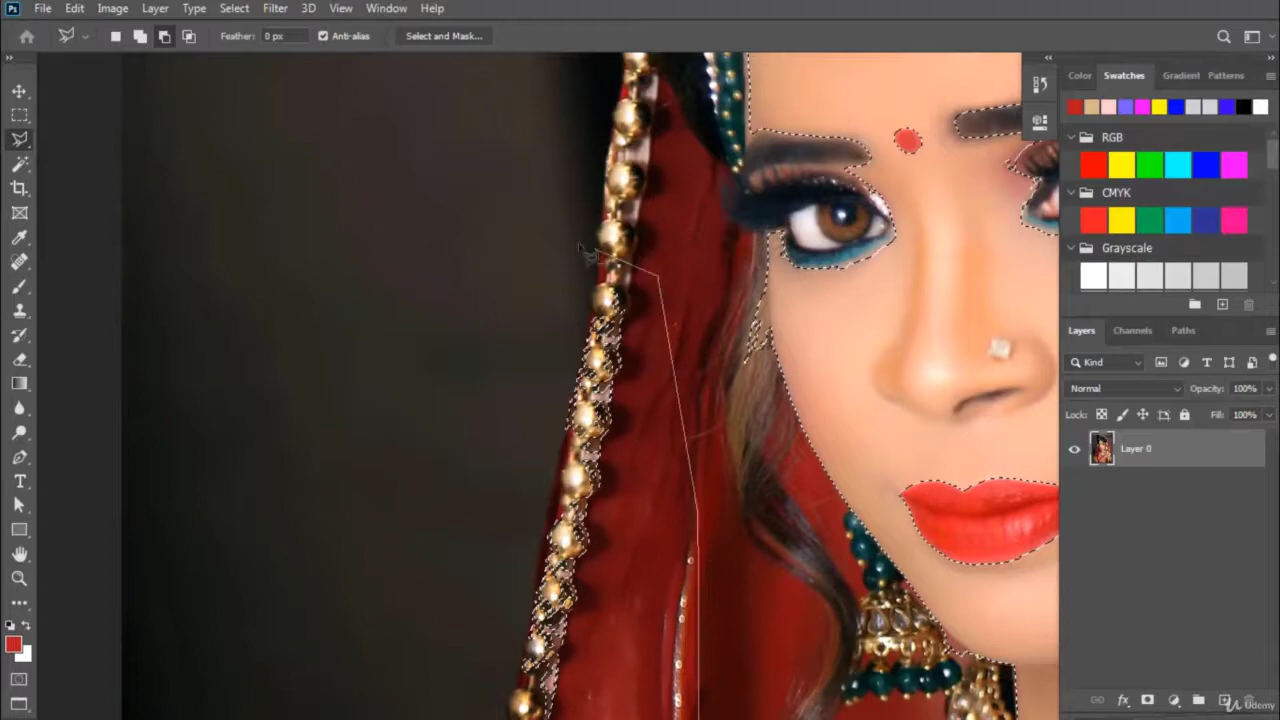 Ps File Edit Image Layer Type Select Filter 3D View Window Help
Feather: 0 px Anti-alias Select and Mask...
Color Swatches Gradient Patterns
RGB
CMYK
Grayscale
Layers Channels Paths
Kind
Normal Opacity: 100%
Lock: Fill: 100%
Layer 0
fx
Udemy